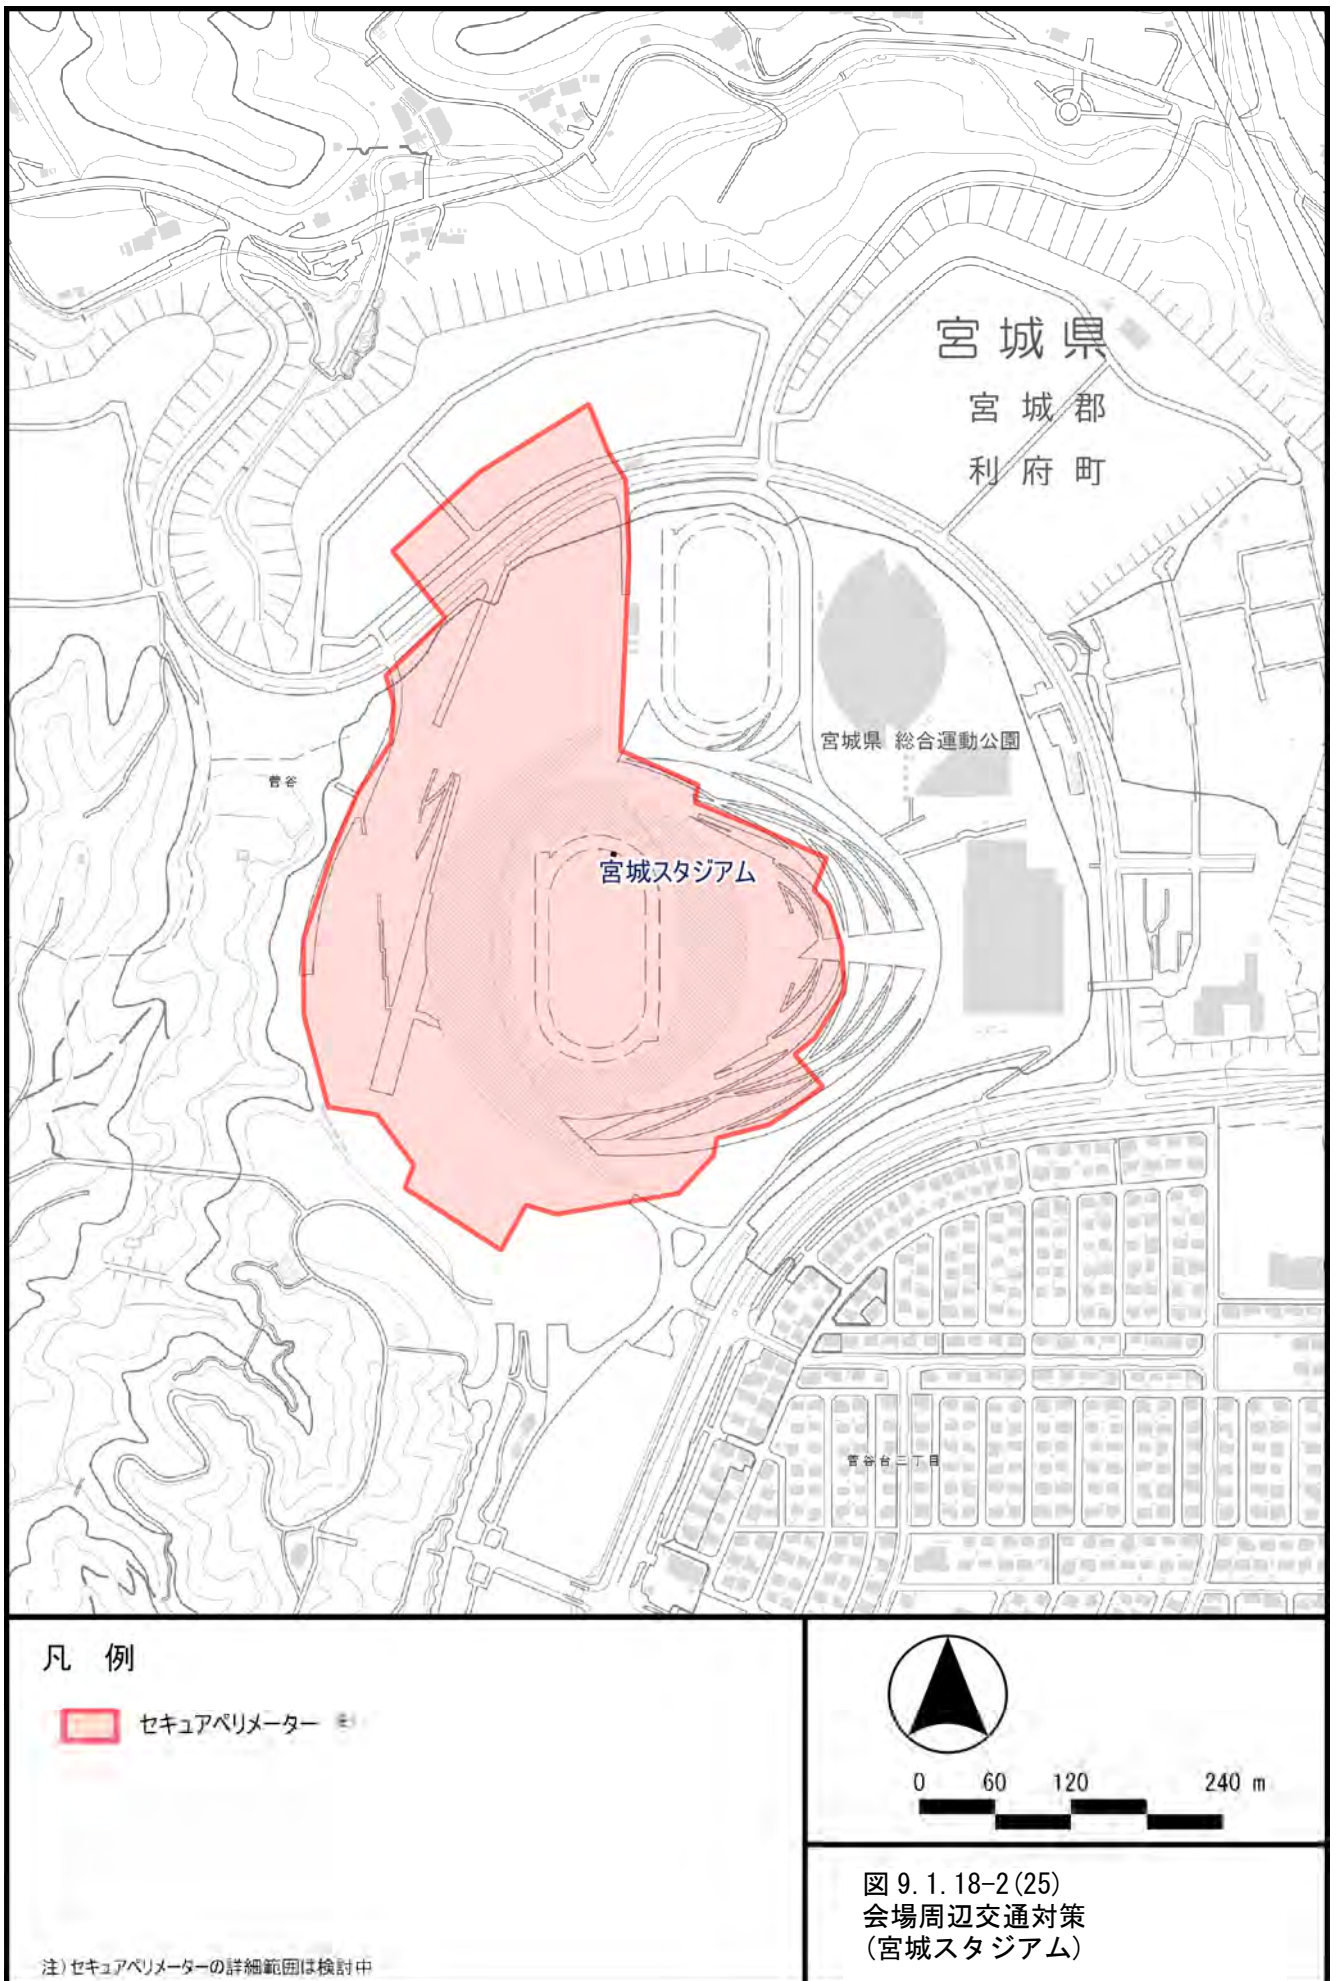 宮城県
宮城郡
利府町
宮城県 総合運動公園
菅谷
宮城スタジアム
菅谷台三丁目
凡 例
セキュアペリメーター
0 60 120 240 m
図 9.1.18-2(25)
会場周辺交通対策
(宮城スタジアム)
注)セキュアペリメーターの詳細範囲は検討中